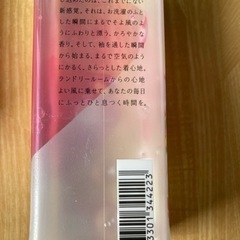 新感覚。それは、お洗濯のふと
した瞬間にまるでそよ風の
ようにふわりと漂う、かろやかな
香り。そして、袖を通した瞬間
から始まる、まるで空気のよう
にかるく、さらっとした着心地。
ランドリールームからの心地
よい風に乗せて、あなたの毎日
にふっとひと息つく時間を。
3301 344223